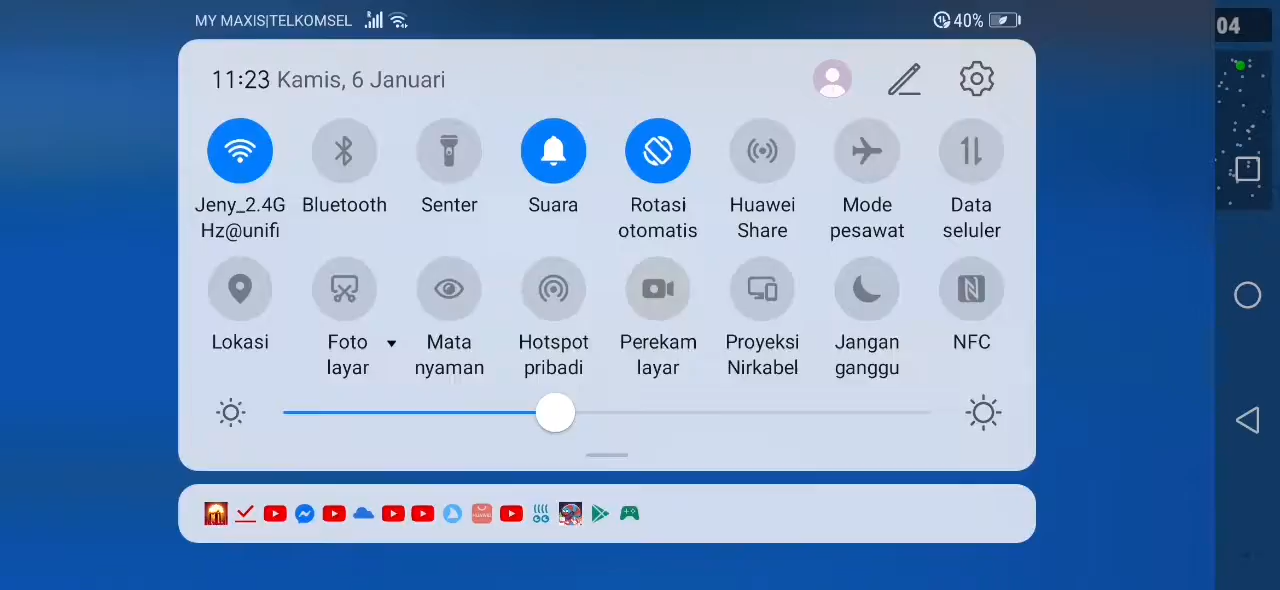 MY MAXIS|TELKOMSEL 40%
04
11:23 Kamis, 6 Januari
Jeny_2.4G Bluetooth Senter Suara Rotasi Huawei Mode Data
Hz@unifi otomatis Share pesawat seluler
Lokasi Foto Mata Hotspot Perekam Proyeksi Jangan NFC
layar nyaman pribadi layar Nirkabel ganggu
HUAWEI